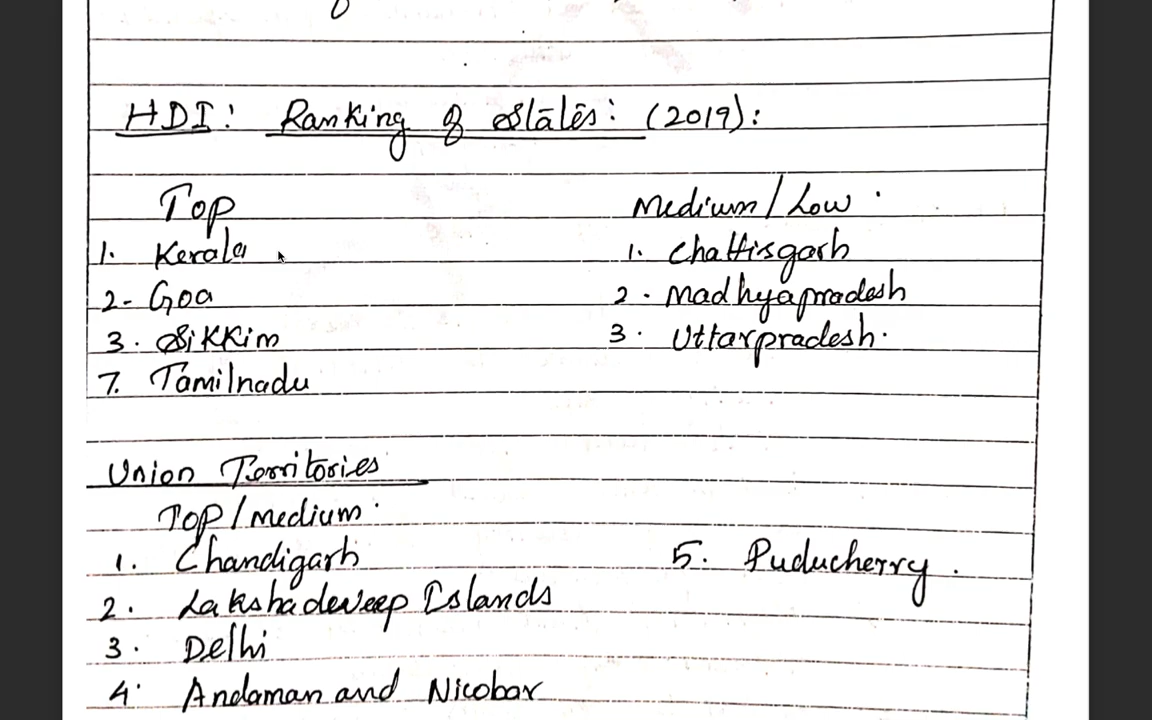 HDI: Ranking of States: (2019):
Top Medium/Low.
1. Kerala 1. Chattisgarh
2- Goa 2. Madhyapradesh
3. Sikkim 3. Uttarpradesh.
7. Tamilnadu
Union Territories
Top/medium.
1. Chandigarh 5. Puducherry.
2. Lakshadeweep Islands
3. Delhi
4. Andaman and Nicobar